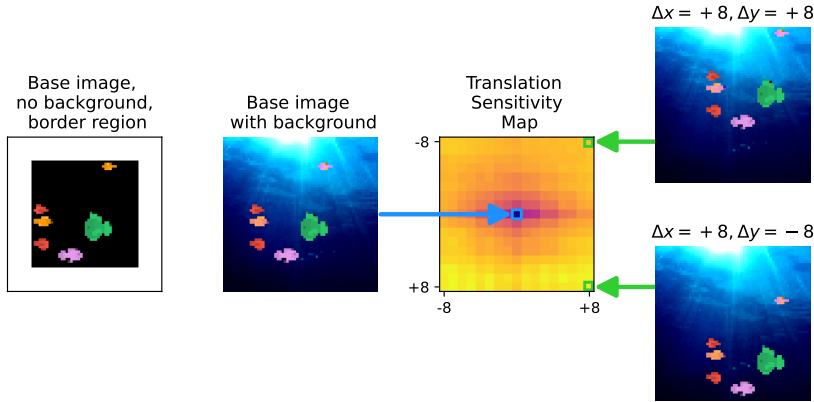 Base image,
no background,
border region
Base image
with background
Translation
Sensitivity
Map
-8
+8
-8
+8
Δx = +8, Δy = +8
Δx = +8, Δy = − 8